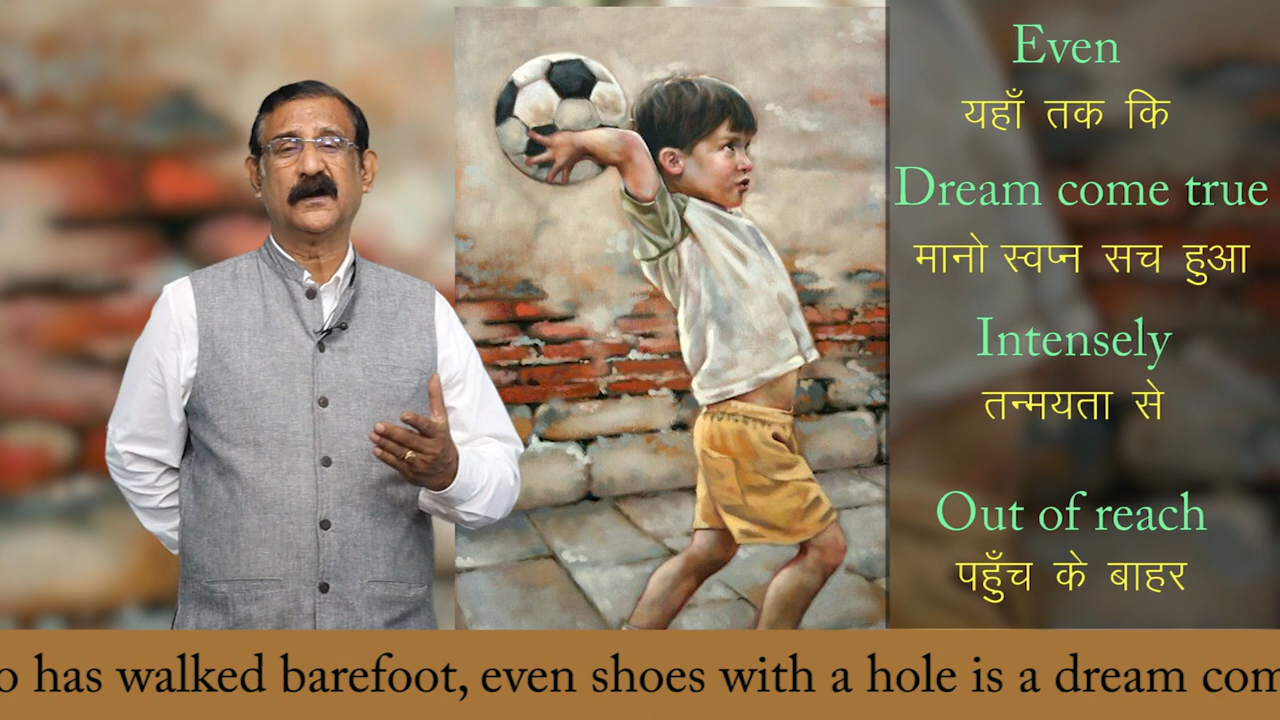 Even
यहाँ तक कि
Dream come true
मानो स्वप्न सच हुआ
Intensely
तन्मयता से
Out of reach
पहुँच के बाहर
has walked barefoot, even shoes with a hole is a dream